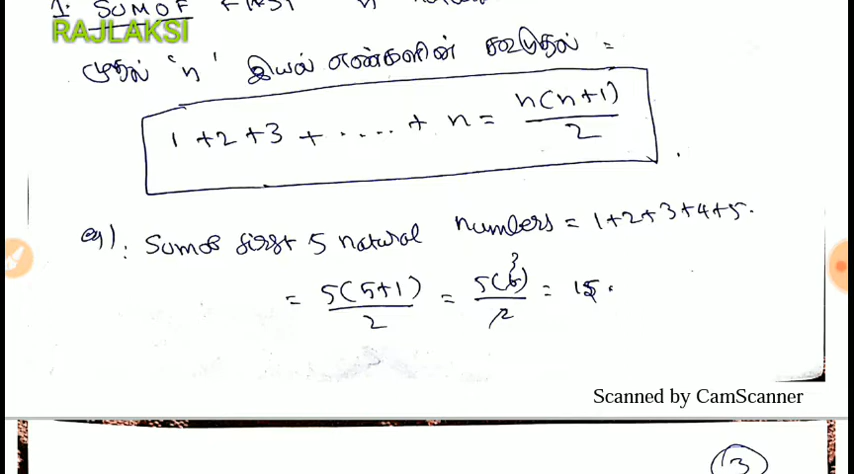 1. SUM OF FIRST n
RAJLAKSI
முதல் 'n' இயல் எண்களின் கூடுதல் =
1 + 2 + 3 + ..... + n = n(n+1)/2
eg): Sum of first 5 natural numbers = 1+2+3+4+5.
= 5(5+1)/2 = 5(6)3/2 = 15.
Scanned by CamScanner
13